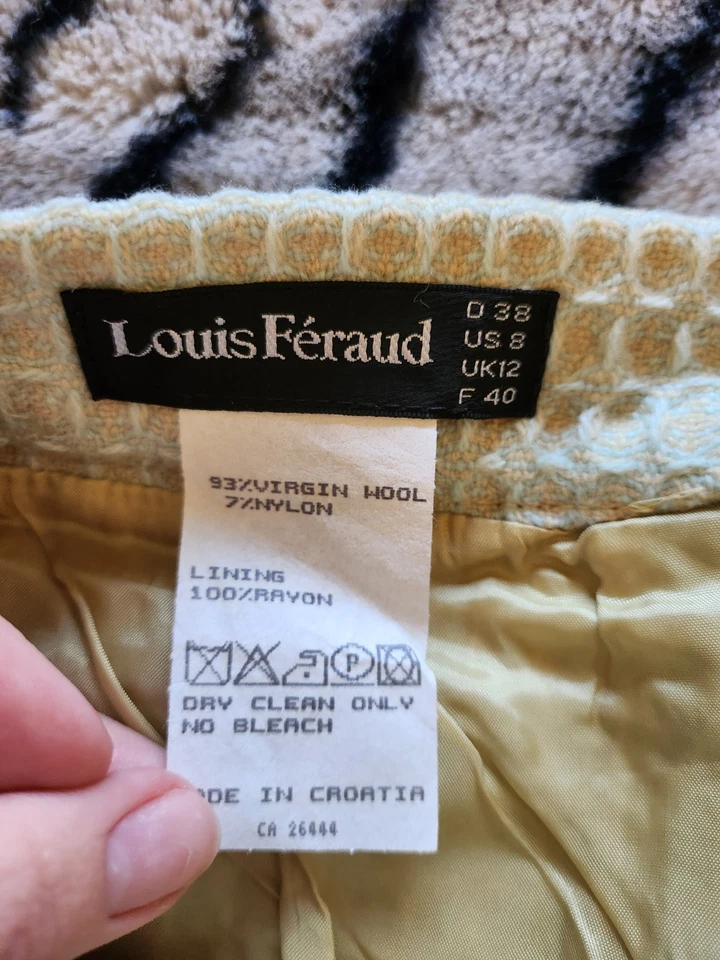 Louis Féraud
D 38
US 8
UK12
F 40
93%VIRGIN WOOL
7%NYLON
LINING
100%RAYON
P
DRY CLEAN ONLY
NO BLEACH
DE IN CROATIA
CA 26444